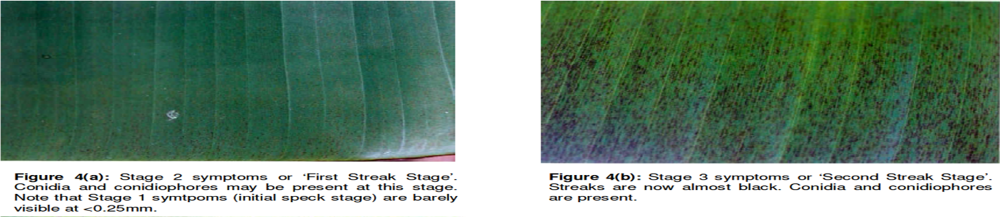 Figure 4(a): Stage 2 symptoms or ‘First Streak Stage’.
Conidia and conidiophores may be present at this stage.
Note that Stage 1 symtpoms (initial speck stage) are barely
visible at <0.25mm.
Figure 4(b): Stage 3 symptoms or ‘Second Streak Stage’.
Streaks are now almost black. Conidia and conidiophores
are present.